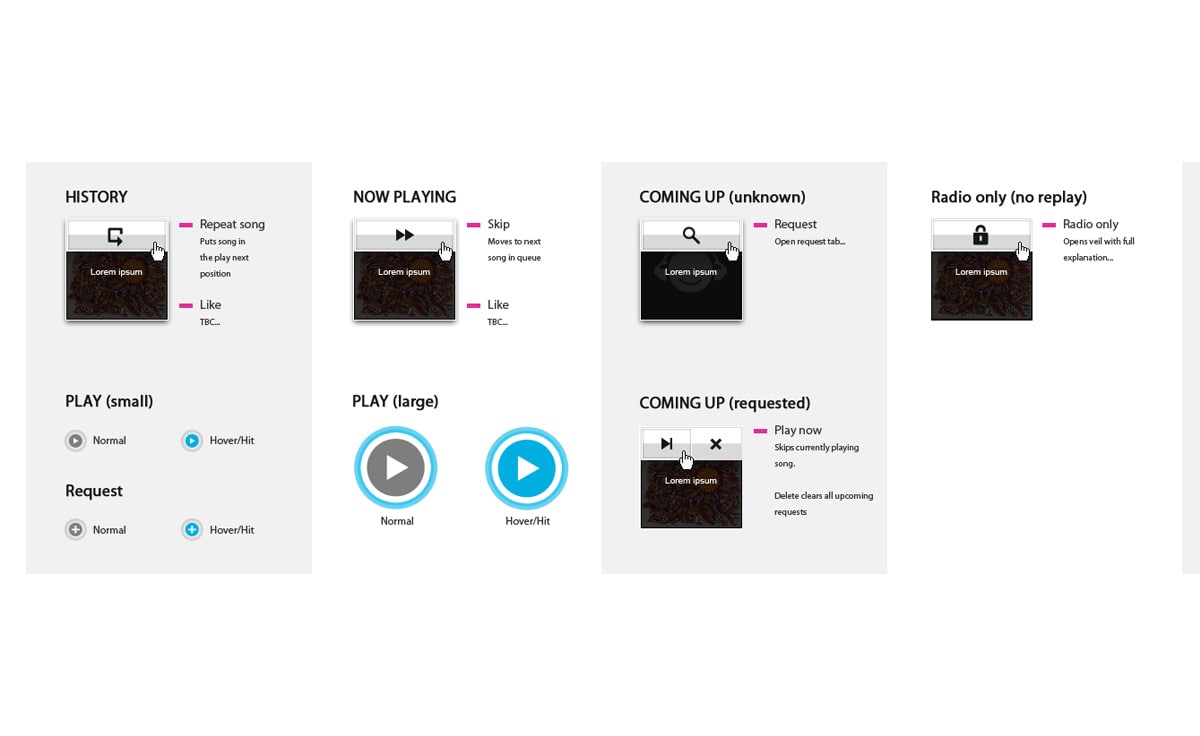 HISTORY
Repeat song
Puts song in
the play next
position
Lorem ipsum
Like
TBC...
PLAY (small)
Normal
Hover/Hit
Request
Normal
Hover/Hit
NOW PLAYING
Skip
Moves to next
song in queue
Lorem ipsum
Like
TBC...
PLAY (large)
Normal
Hover/Hit
COMING UP (unknown)
Request
Open request tab...
Lorem ipsum
COMING UP (requested)
Play now
Skips currently playing
song.
Lorem ipsum
Delete clears all upcoming
requests
Radio only (no replay)
Radio only
Opens veil with full
explanation...
Lorem ipsum